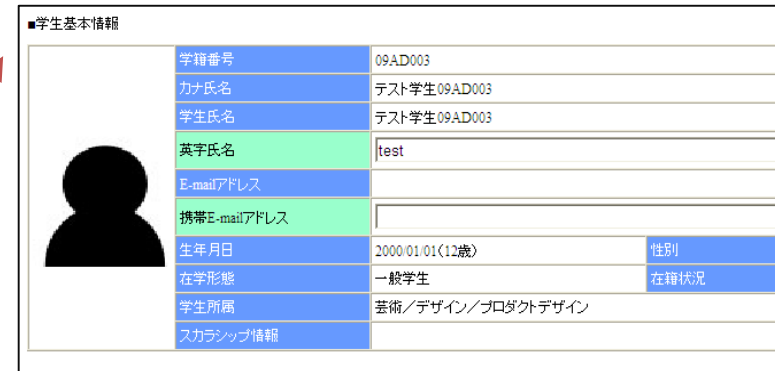 ■学生基本情報
学籍番号 09AD003
カナ氏名 テスト学生09AD003
学生氏名 テスト学生09AD003
英字氏名 test
E-mailアドレス
携帯E-mailアドレス
生年月日 2000/01/01(12歳) 性別
在学形態 一般学生 在籍状況
学生所属 芸術／デザイン／プロダクトデザイン
スカラシップ情報